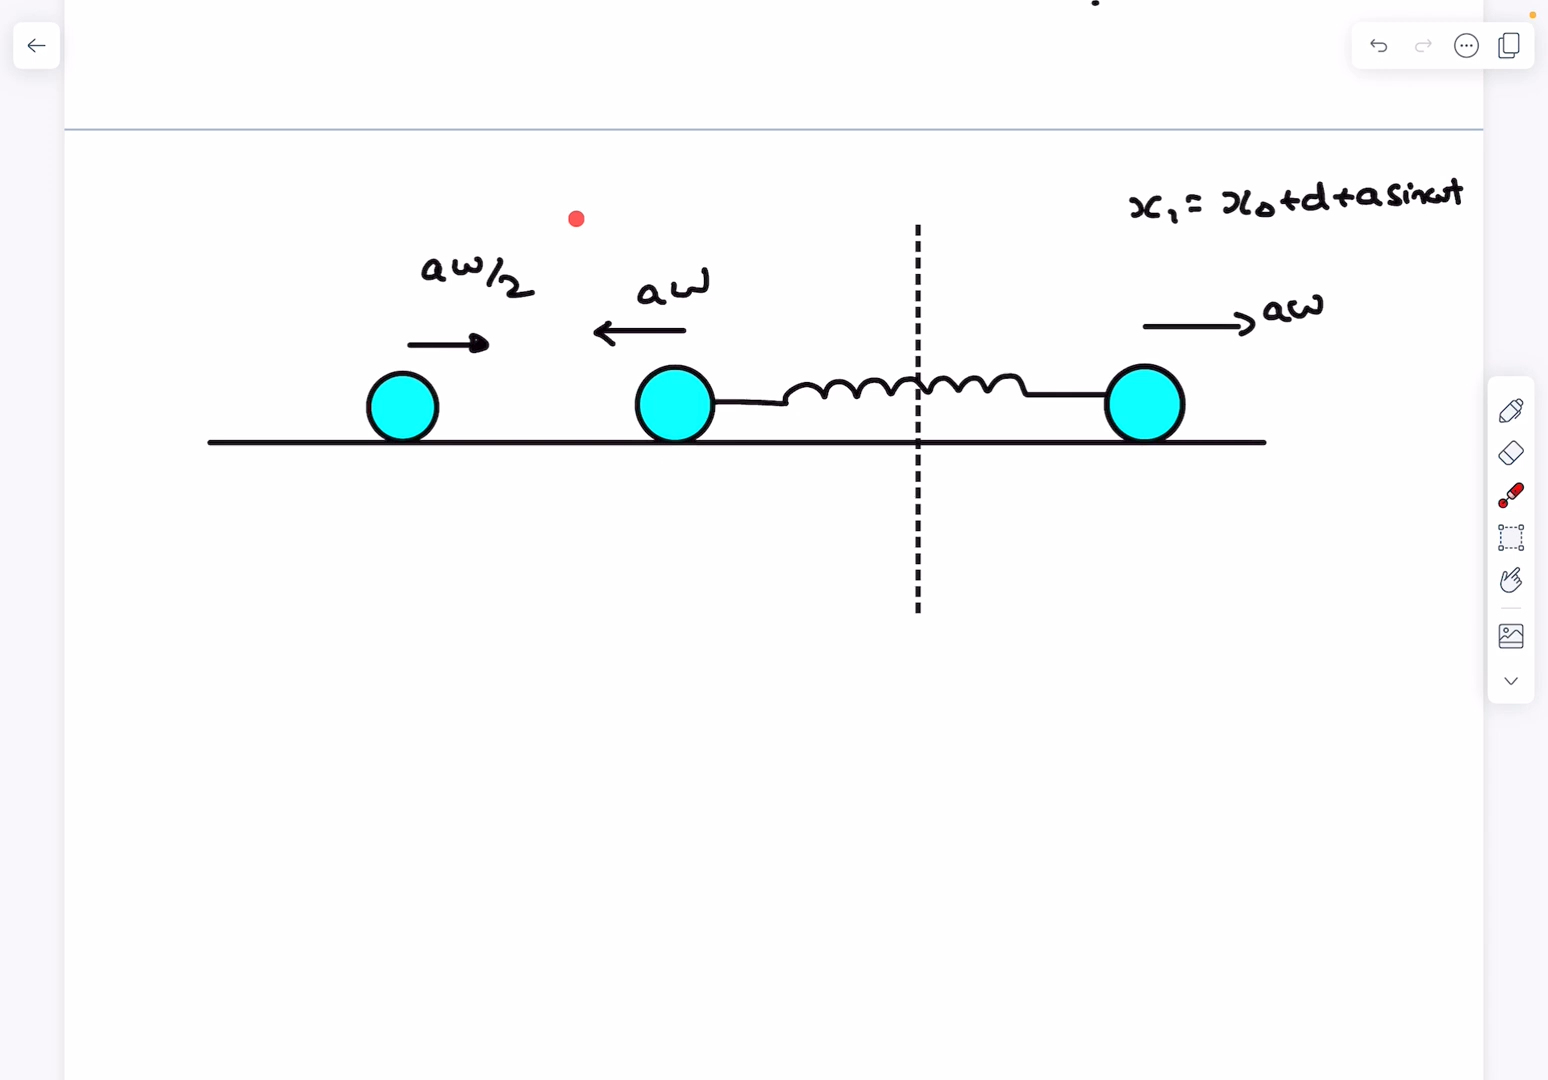 x₁ = x₀+d+a sinωt
aω/2
aω
aω